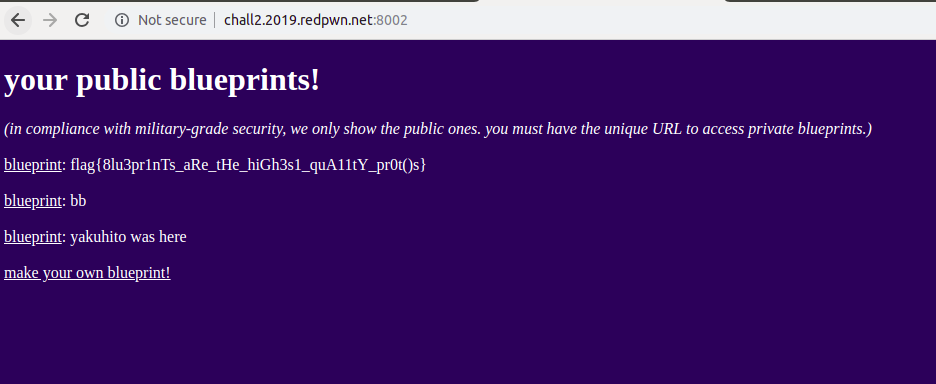 Not secure
chall2.2019.redpwn.net:8002
your public blueprints!
(in compliance with military-grade security, we only show the public ones. you must have the unique URL to access private blueprints.)
blueprint: flag{8lu3pr1nTs_aRe_tHe_hiGh3s1_quA11tY_pr0t()s}
blueprint: bb
blueprint: yakuhito was here
make your own blueprint!